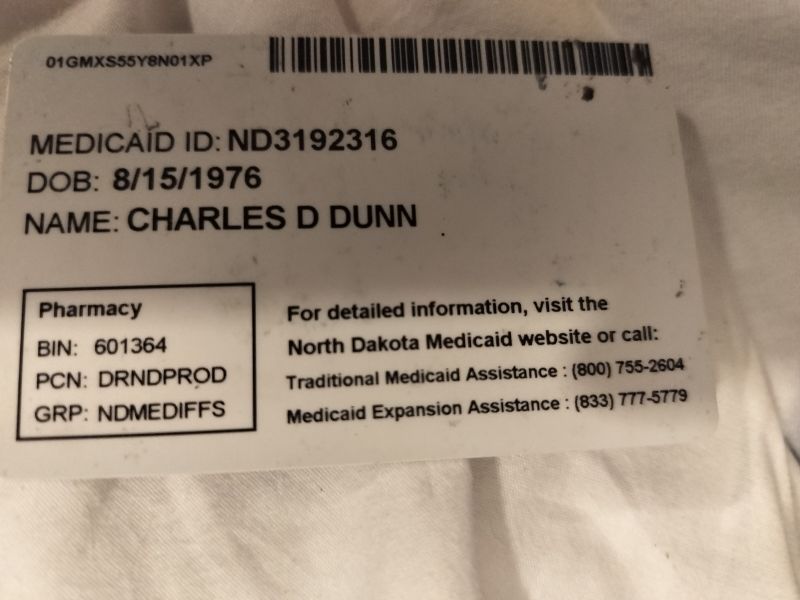 01GMXS55Y8N01XP
MEDICAID ID: ND3192316
DOB: 8/15/1976
NAME: CHARLES D DUNN
Pharmacy
BIN: 601364
PCN: DRNDPROD
GRP: NDMEDIFFS
For detailed information, visit the
North Dakota Medicaid website or call:
Traditional Medicaid Assistance : (800) 755-2604
Medicaid Expansion Assistance : (833) 777-5779